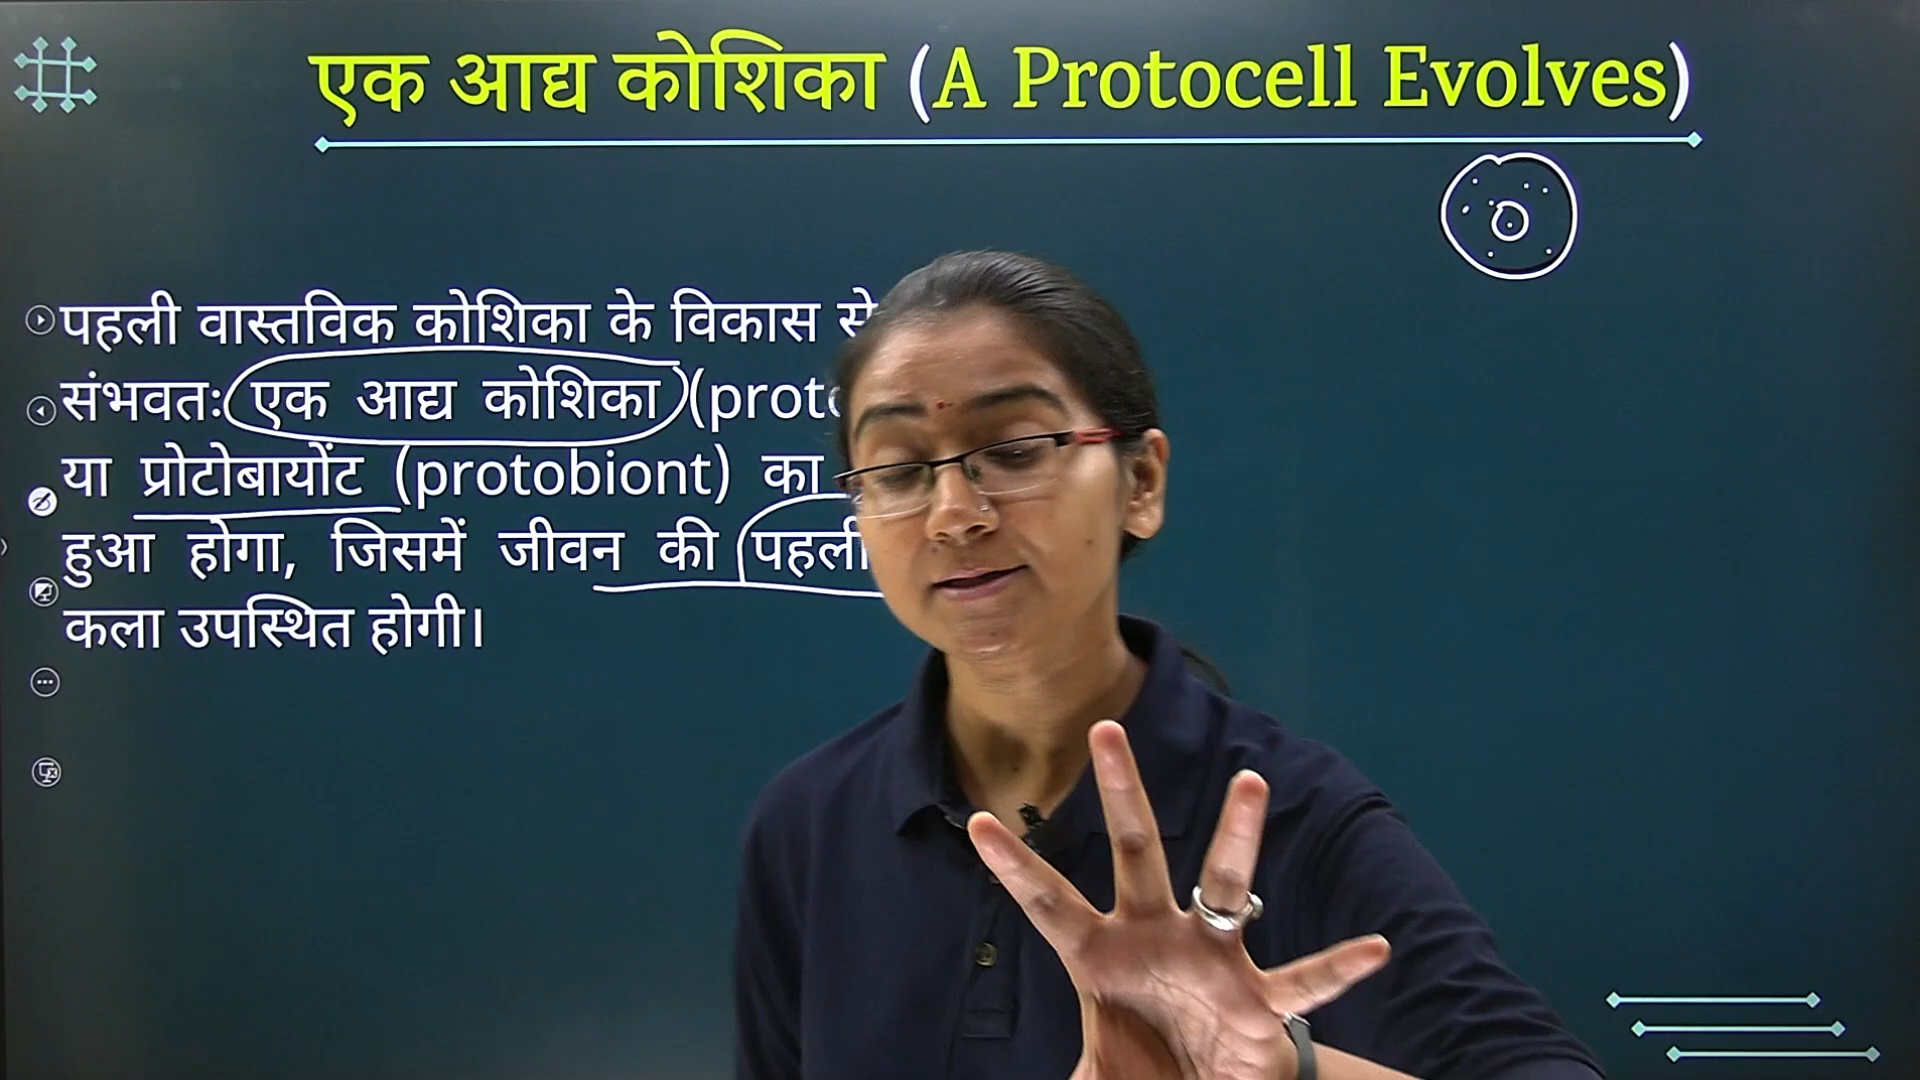 एक आद्य कोशिका (A Protocell Evolves)
पहली वास्तविक कोशिका के विकास से
संभवतः एक आद्य कोशिका (proto
या प्रोटोबायोंट (protobiont) का
हुआ होगा, जिसमें जीवन की पहली
कला उपस्थित होगी।